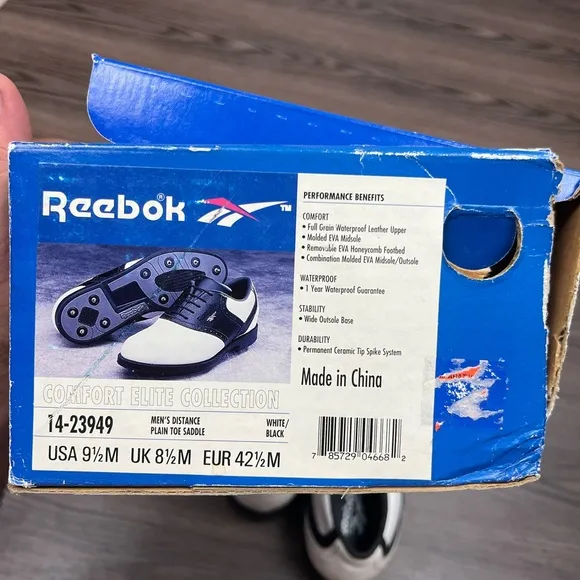 Reebok® ™
PERFORMANCE BENEFITS
COMFORT
• Full Grain Waterproof Leather Upper
• Molded EVA Midsole
• Removable EVA Honeycomb Footbed
• Combination Molded EVA Midsole/Outsole
WATERPROOF
• 1 Year Waterproof Guarantee
STABILITY
• Wide Outsole Base
DURABILITY
• Permanent Ceramic Tip Spike System
Made in China
COMFORT ELITE COLLECTION
14-23949 MEN'S DISTANCE WHITE/
PLAIN TOE SADDLE BLACK
USA 9½M UK 8½M EUR 42½M
7 85729 04668 2